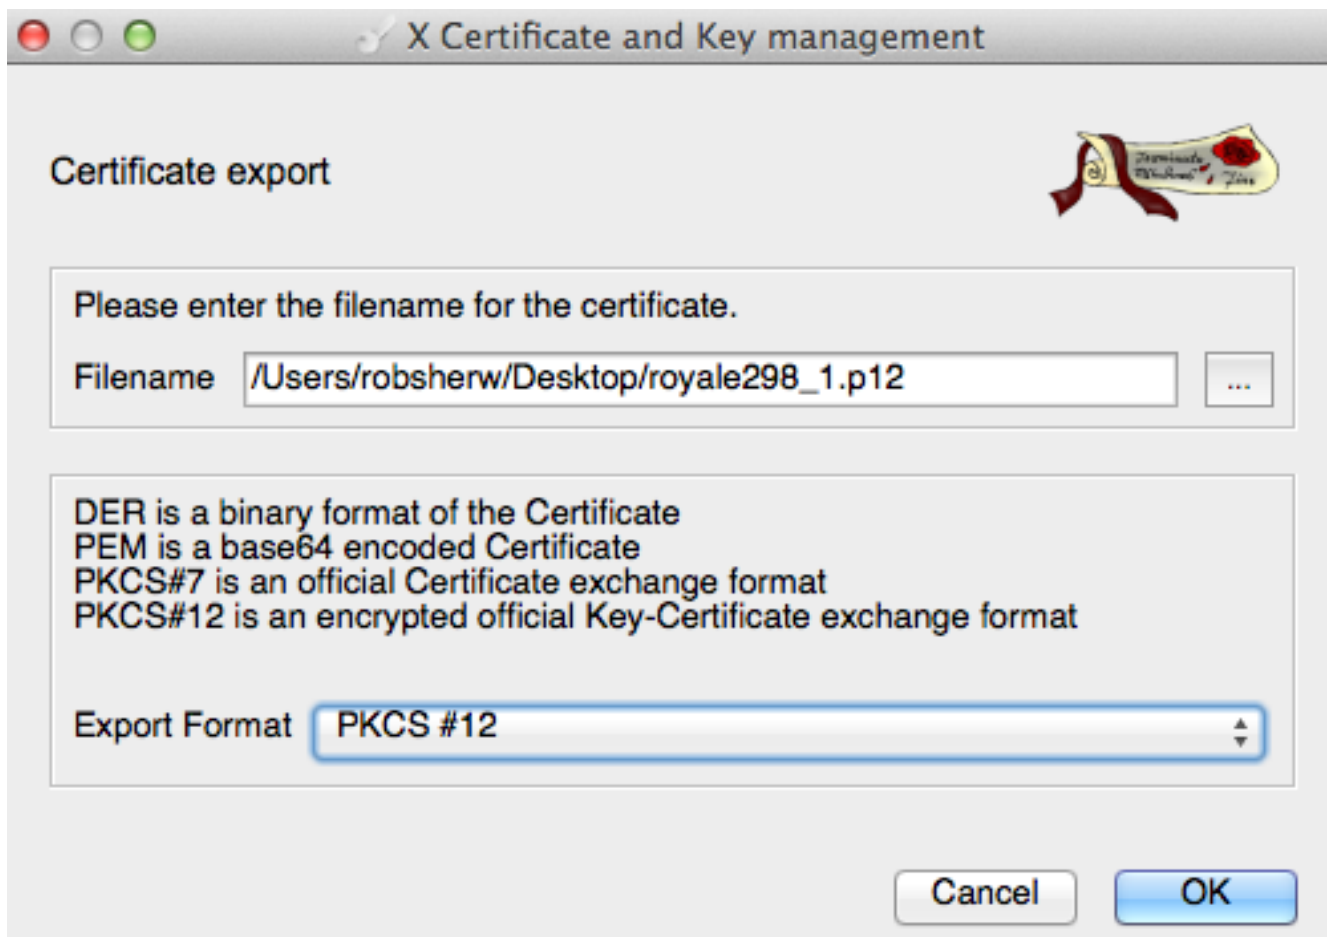 X Certificate and Key management
Certificate export
Please enter the filename for the certificate.
Filename /Users/robsherw/Desktop/royale298_1.p12 ...
DER is a binary format of the Certificate
PEM is a base64 encoded Certificate
PKCS#7 is an official Certificate exchange format
PKCS#12 is an encrypted official Key-Certificate exchange format
Export Format PKCS #12
Cancel OK